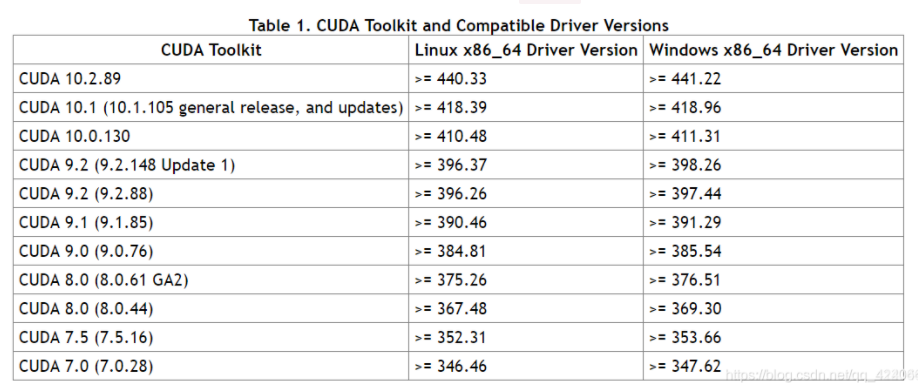 Table 1. CUDA Toolkit and Compatible Driver Versions
CUDA Toolkit Linux x86_64 Driver Version Windows x86_64 Driver Version
CUDA 10.2.89 >= 440.33 >= 441.22
CUDA 10.1 (10.1.105 general release, and updates) >= 418.39 >= 418.96
CUDA 10.0.130 >= 410.48 >= 411.31
CUDA 9.2 (9.2.148 Update 1) >= 396.37 >= 398.26
CUDA 9.2 (9.2.88) >= 396.26 >= 397.44
CUDA 9.1 (9.1.85) >= 390.46 >= 391.29
CUDA 9.0 (9.0.76) >= 384.81 >= 385.54
CUDA 8.0 (8.0.61 GA2) >= 375.26 >= 376.51
CUDA 8.0 (8.0.44) >= 367.48 >= 369.30
CUDA 7.5 (7.5.16) >= 352.31 >= 353.66
CUDA 7.0 (7.0.28) >= 346.46 >= 347.62